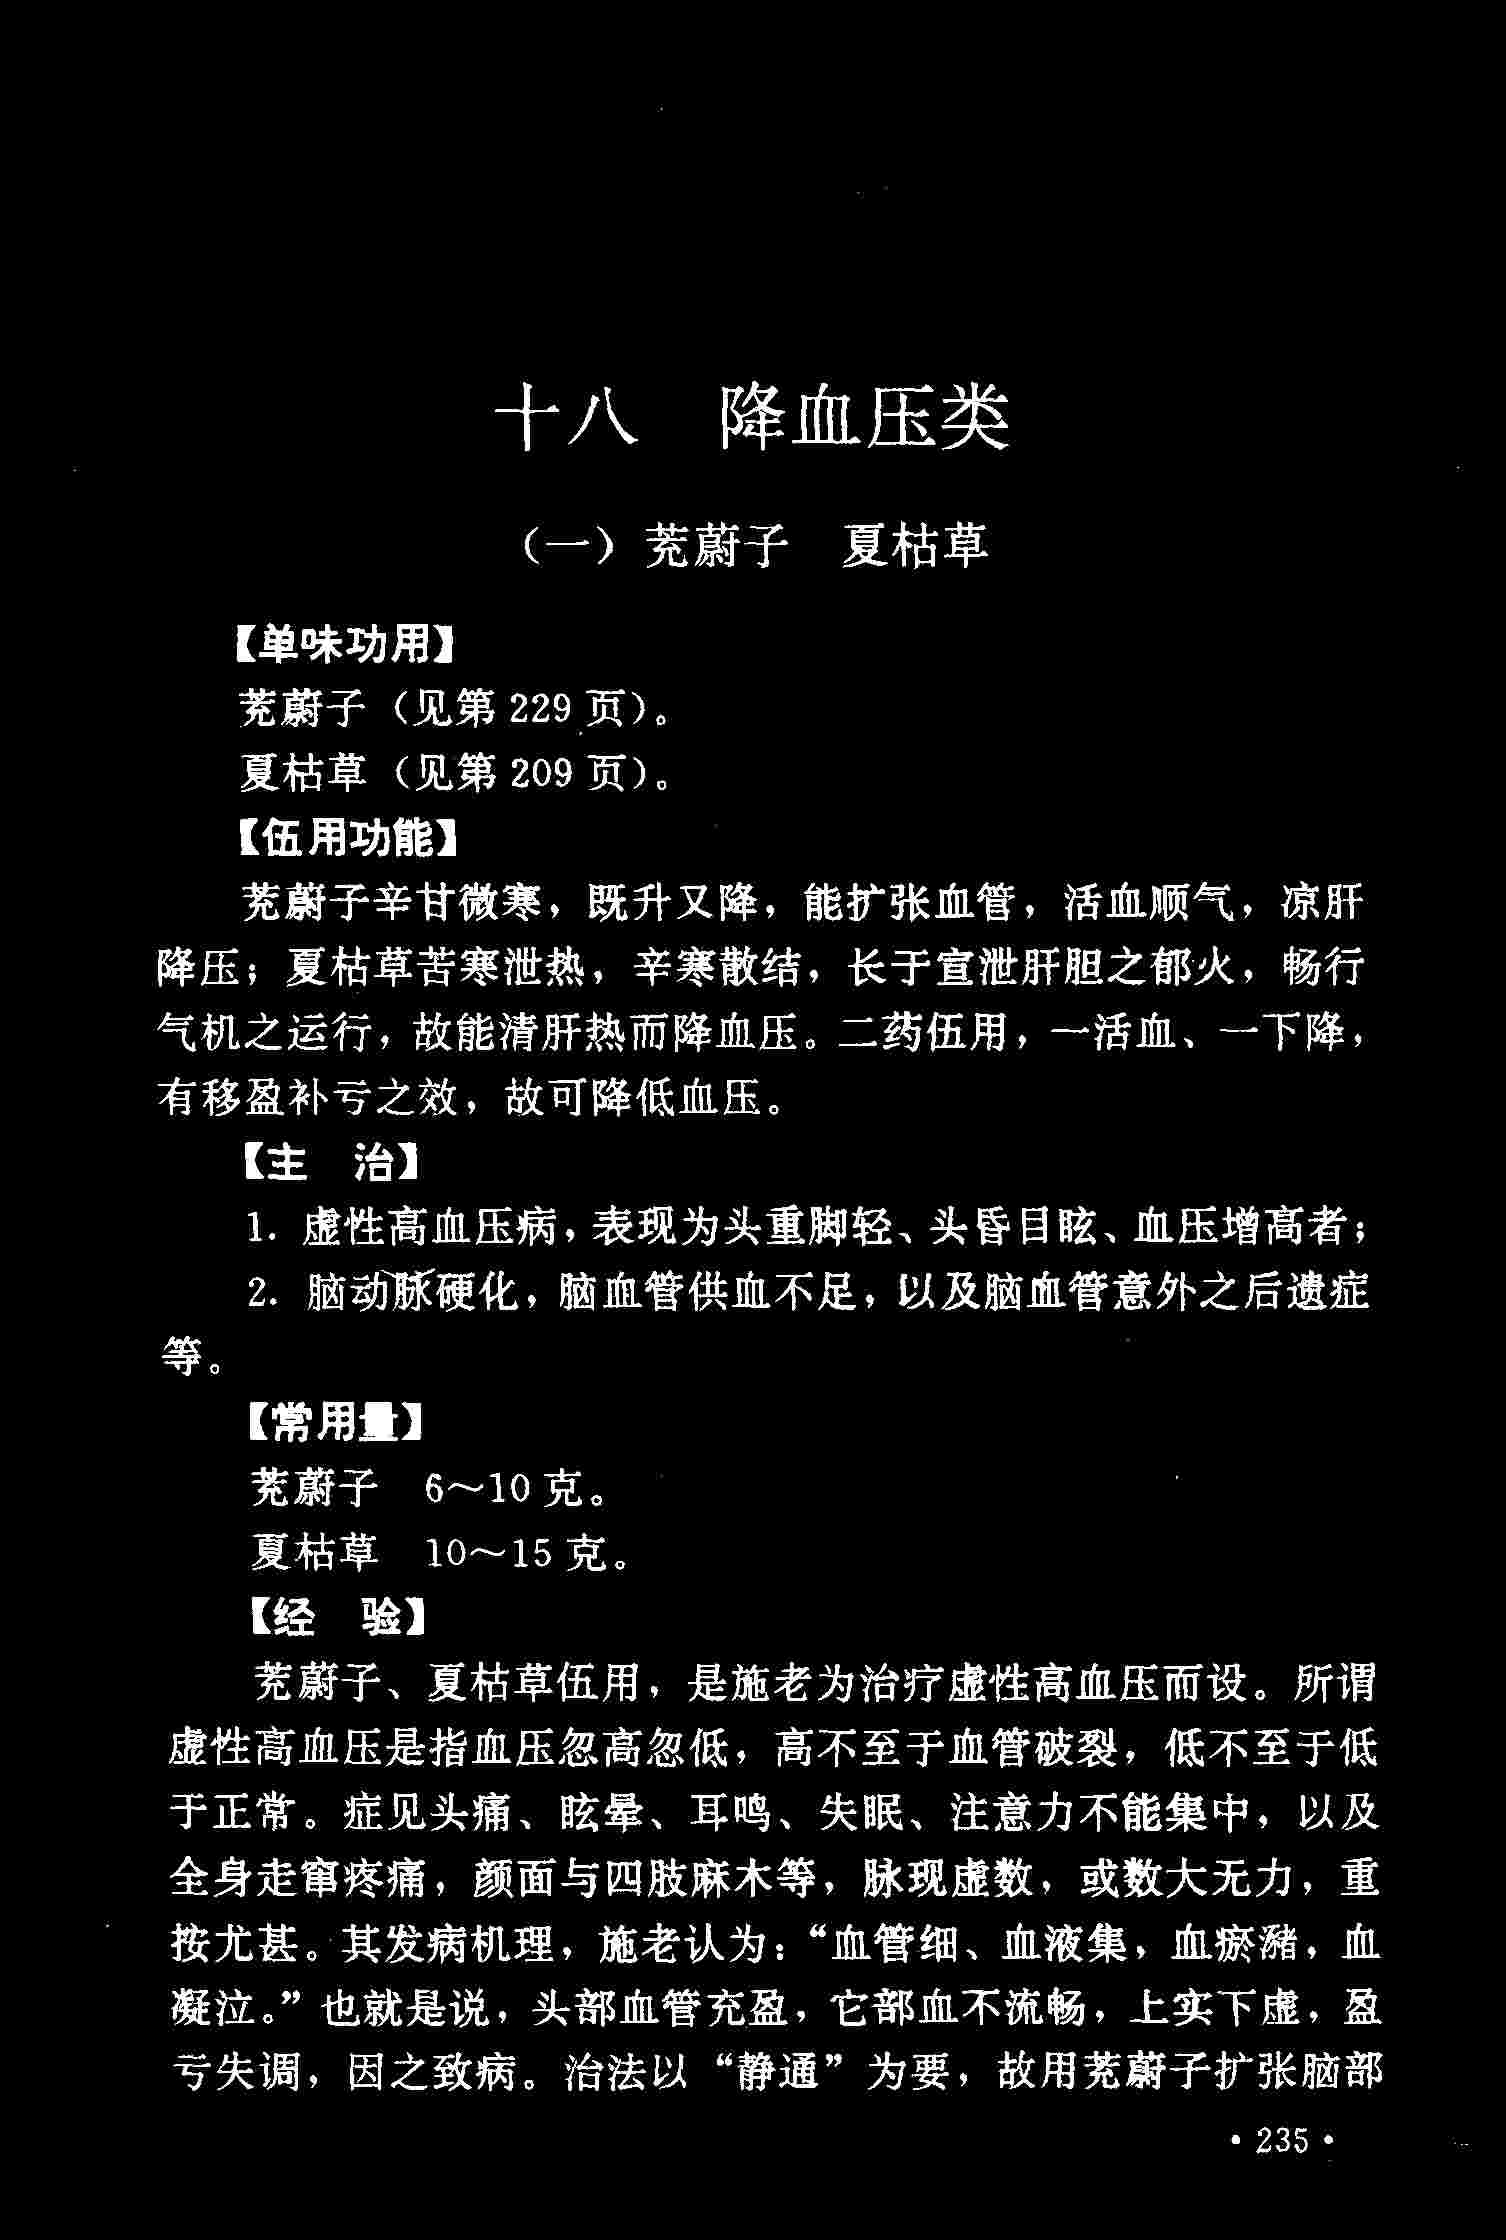 十八 降血压类
（一）茺蔚子 夏枯草
【单味功用】
茺蔚子（见第 229 页）。
夏枯草（见第 209 页）。
【伍用功能】
茺蔚子辛甘微寒，既升又降，能扩张血管，活血顺气，凉肝
降压；夏枯草苦寒泄热，辛寒散结，长于宣泄肝胆之郁火，畅行
气机之运行，故能清肝热而降血压。二药伍用，一活血、一下降，
有移盈补亏之效，故可降低血压。
【主 治】
1. 虚性高血压病，表现为头重脚轻、头昏目眩、血压增高者；
2. 脑动脉硬化，脑血管供血不足，以及脑血管意外之后遗症
等。
【常用量】
茺蔚子 6～10 克。
夏枯草 10～15 克。
【经 验】
茺蔚子、夏枯草伍用，是施老为治疗虚性高血压而设。所谓
虚性高血压是指血压忽高忽低，高不至于血管破裂，低不至于低
于正常。症见头痛、眩晕、耳鸣、失眠、注意力不能集中，以及
全身走窜疼痛，颜面与四肢麻木等，脉现虚数，或数大无力，重
按尤甚。其发病机理，施老认为：“血管细、血液集，血瘀潴，血
凝泣。”也就是说，头部血管充盈，它部血不流畅，上实下虚，盈
亏失调，因之致病。治法以“静通”为要，故用茺蔚子扩张脑部
·235·